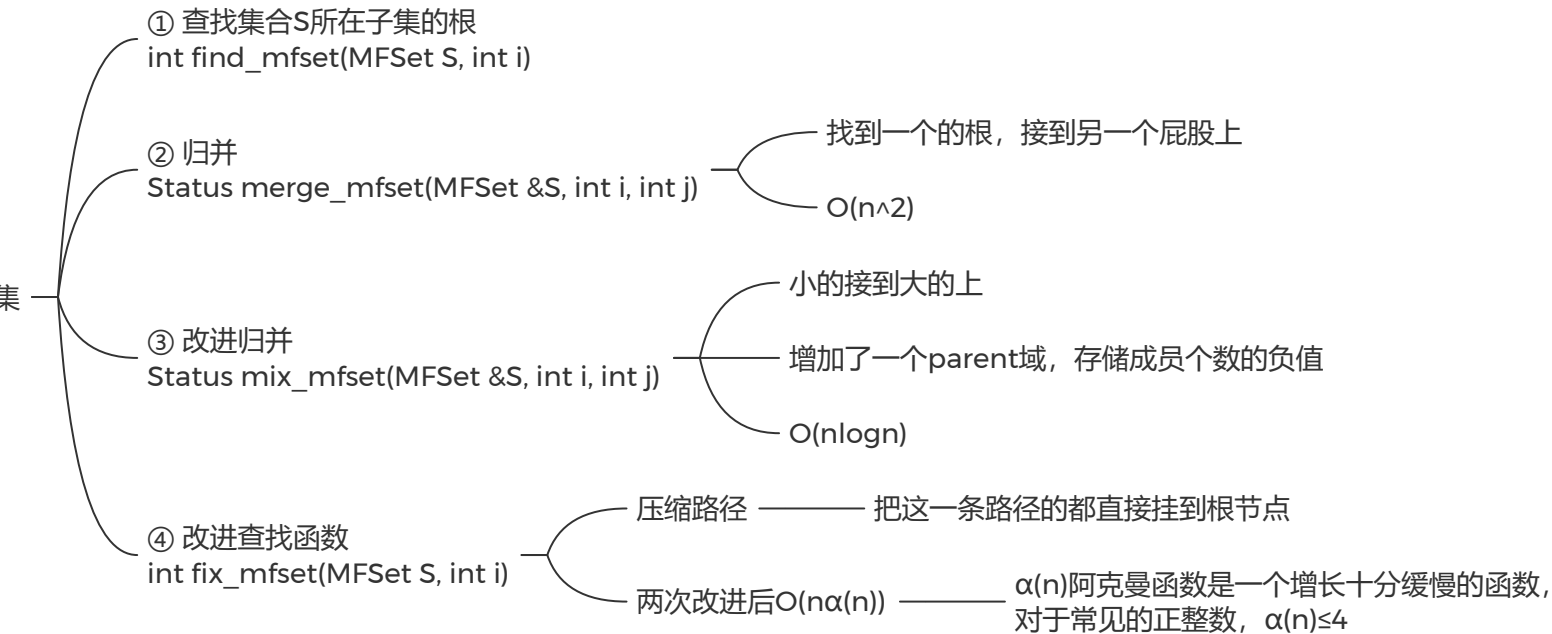 ① 查找集合S所在子集的根
int find_mfset(MFSet S, int i)
② 归并
Status merge_mfset(MFSet &S, int i, int j)
找到一个的根，接到另一个屁股上
O(n^2)
集
③ 改进归并
Status mix_mfset(MFSet &S, int i, int j)
小的接到大的上
增加了一个parent域，存储成员个数的负值
O(nlogn)
④ 改进查找函数
int fix_mfset(MFSet S, int i)
压缩路径
把这一条路径的都直接挂到根节点
两次改进后O(nα(n))
α(n)阿克曼函数是一个增长十分缓慢的函数，
对于常见的正整数，α(n)≤4